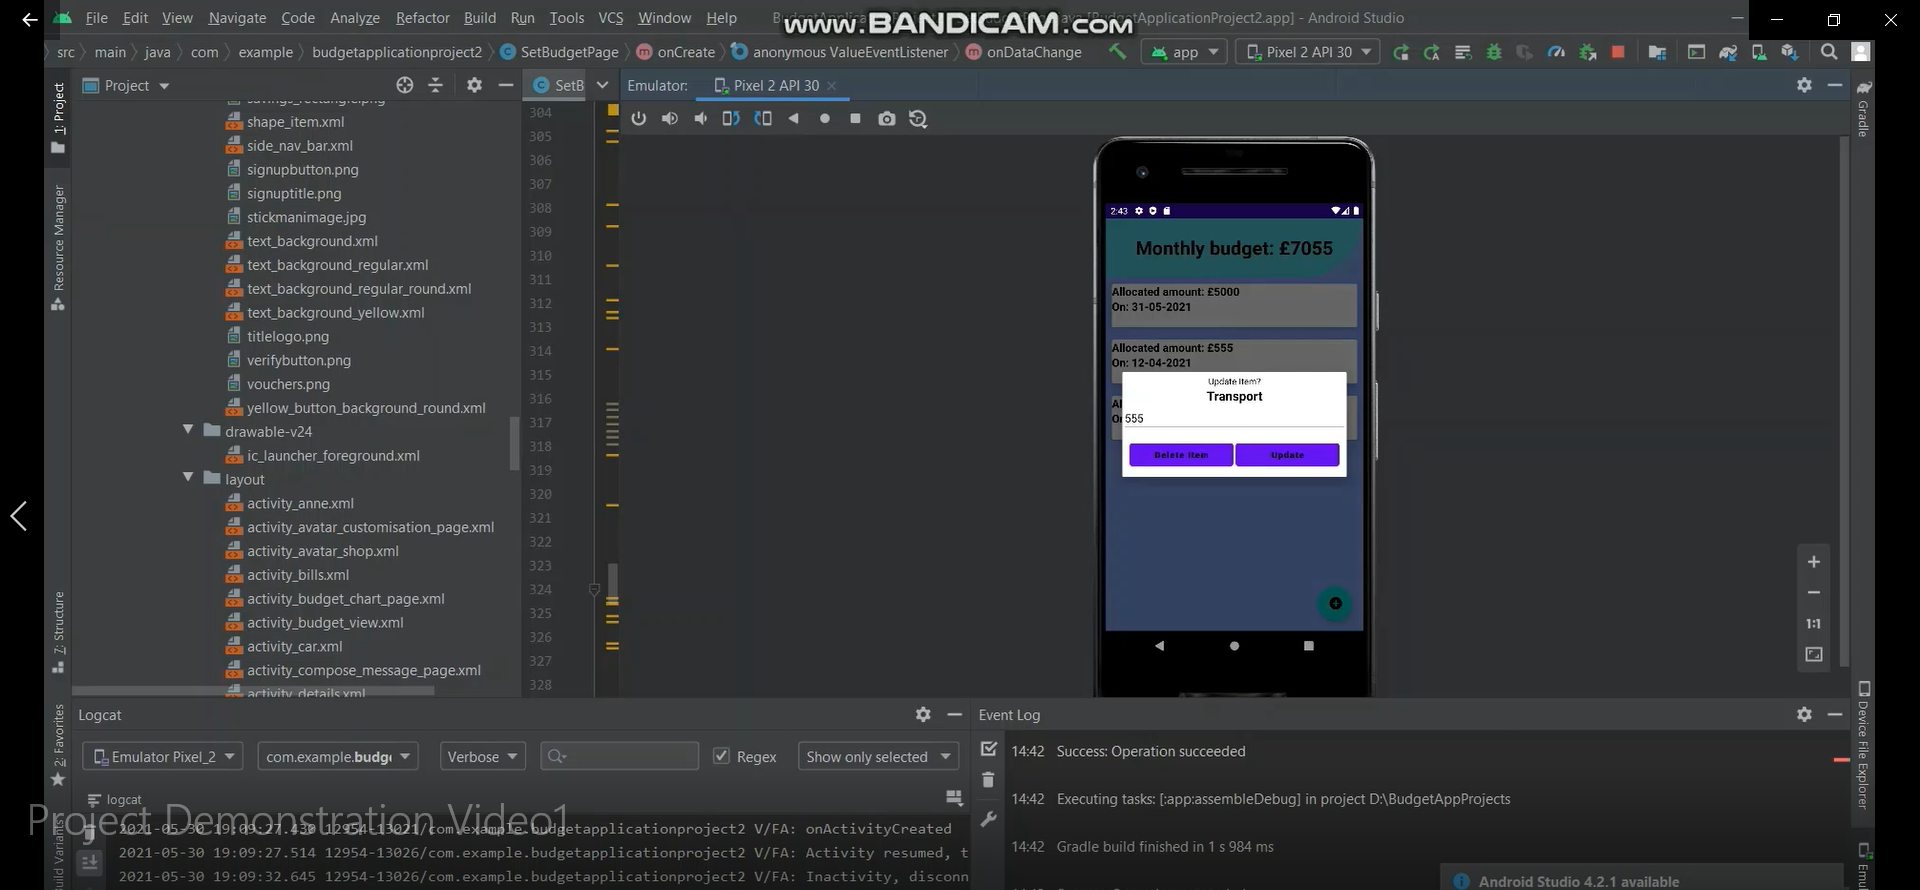 File Edit View Navigate Code Analyze Refactor Build Run Tools VCS Window Help
www.BANDICAM.com
[BudgetApplicationProject2.app] - Android Studio
src main java com example budgetapplicationproject2 SetBudgetPage onCreate anonymous ValueEventListener onDataChange app Pixel 2 API 30
1: Project
Resource Manager
7: Structure
2: Favorites
Build Variants
Project
shape_item.xml
side_nav_bar.xml
signupbutton.png
signuptitle.png
stickmanimage.jpg
text_background.xml
text_background_regular.xml
text_background_regular_round.xml
text_background_yellow.xml
titlelogo.png
verifybutton.png
vouchers.png
yellow_button_background_round.xml
drawable-v24
ic_launcher_foreground.xml
layout
activity_anne.xml
activity_avatar_customisation_page.xml
activity_avatar_shop.xml
activity_bills.xml
activity_budget_chart_page.xml
activity_budget_view.xml
activity_car.xml
activity_compose_message_page.xml
activity_details.xml
SetB
304
305
306
307
308
309
310
311
312
313
314
315
316
317
318
319
320
321
322
323
324
325
326
327
328
Emulator: Pixel 2 API 30
2:43
Monthly budget: £7055
Allocated amount: £5000
On: 31-05-2021
Allocated amount: £555
On: 12-04-2021
Update Item?
Transport
555
Delete Item Update
1:1
Gradle
Device File Explorer
Logcat
Emulator Pixel_2 com.example.budge Verbose Regex Show only selected
logcat
Project Demonstration Video1
2021-05-30 19:09:27.430 12954-13021/com.example.budgetapplicationproject2 V/FA: onActivityCreated
2021-05-30 19:09:27.514 12954-13026/com.example.budgetapplicationproject2 V/FA: Activity resumed, t
2021-05-30 19:09:32.645 12954-13026/com.example.budgetapplicationproject2 V/FA: Inactivity, disconn
Event Log
14:42 Success: Operation succeeded
14:42 Executing tasks: [:app:assembleDebug] in project D:\BudgetAppProjects
14:42 Gradle build finished in 1 s 984 ms
Android Studio 4.2.1 available